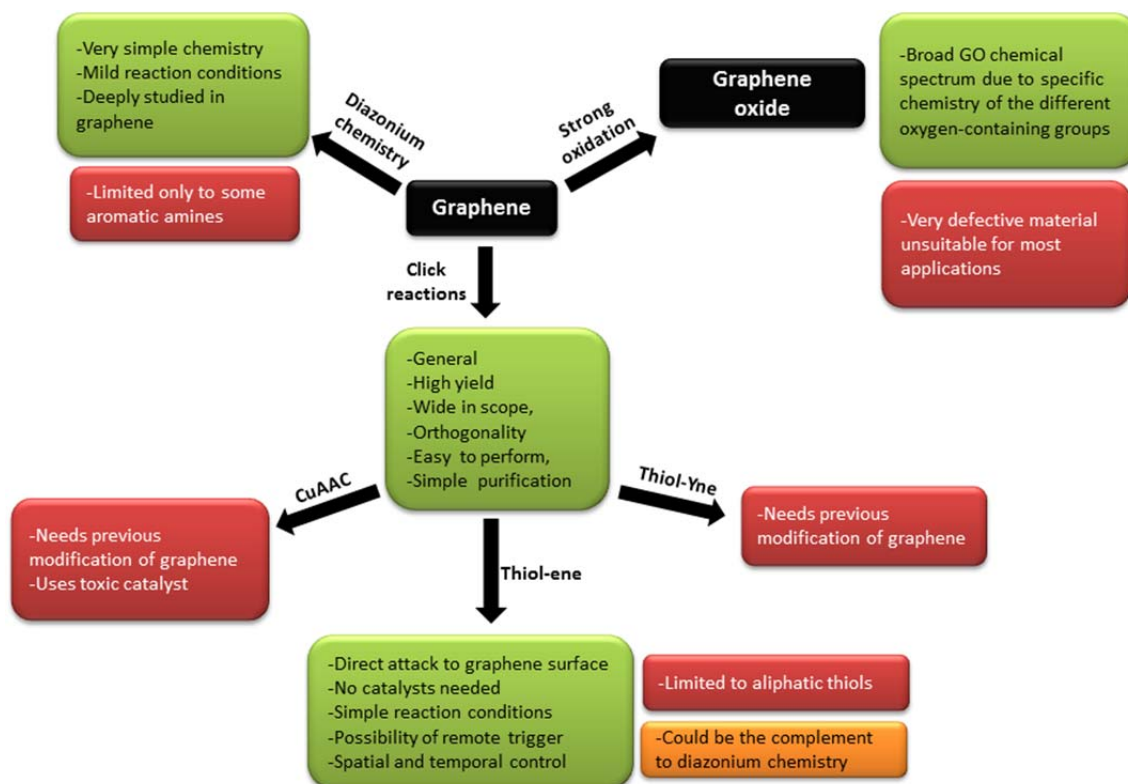 -Very simple chemistry
-Mild reaction conditions
-Deeply studied in
graphene
-Limited only to some
aromatic amines
Diazonium
chemistry
Graphene
Strong
oxidation
Graphene
oxide
-Broad GO chemical
spectrum due to specific
chemistry of the different
oxygen-containing groups
-Very defective material
unsuitable for most
applications
Click
reactions
-General
-High yield
-Wide in scope,
-Orthogonality
-Easy to perform,
-Simple purification
CuAAC
-Needs previous
modification of graphene
-Uses toxic catalyst
Thiol-Yne
-Needs previous
modification of graphene
Thiol-ene
-Direct attack to graphene surface
-No catalysts needed
-Simple reaction conditions
-Possibility of remote trigger
-Spatial and temporal control
-Limited to aliphatic thiols
-Could be the complement
to diazonium chemistry